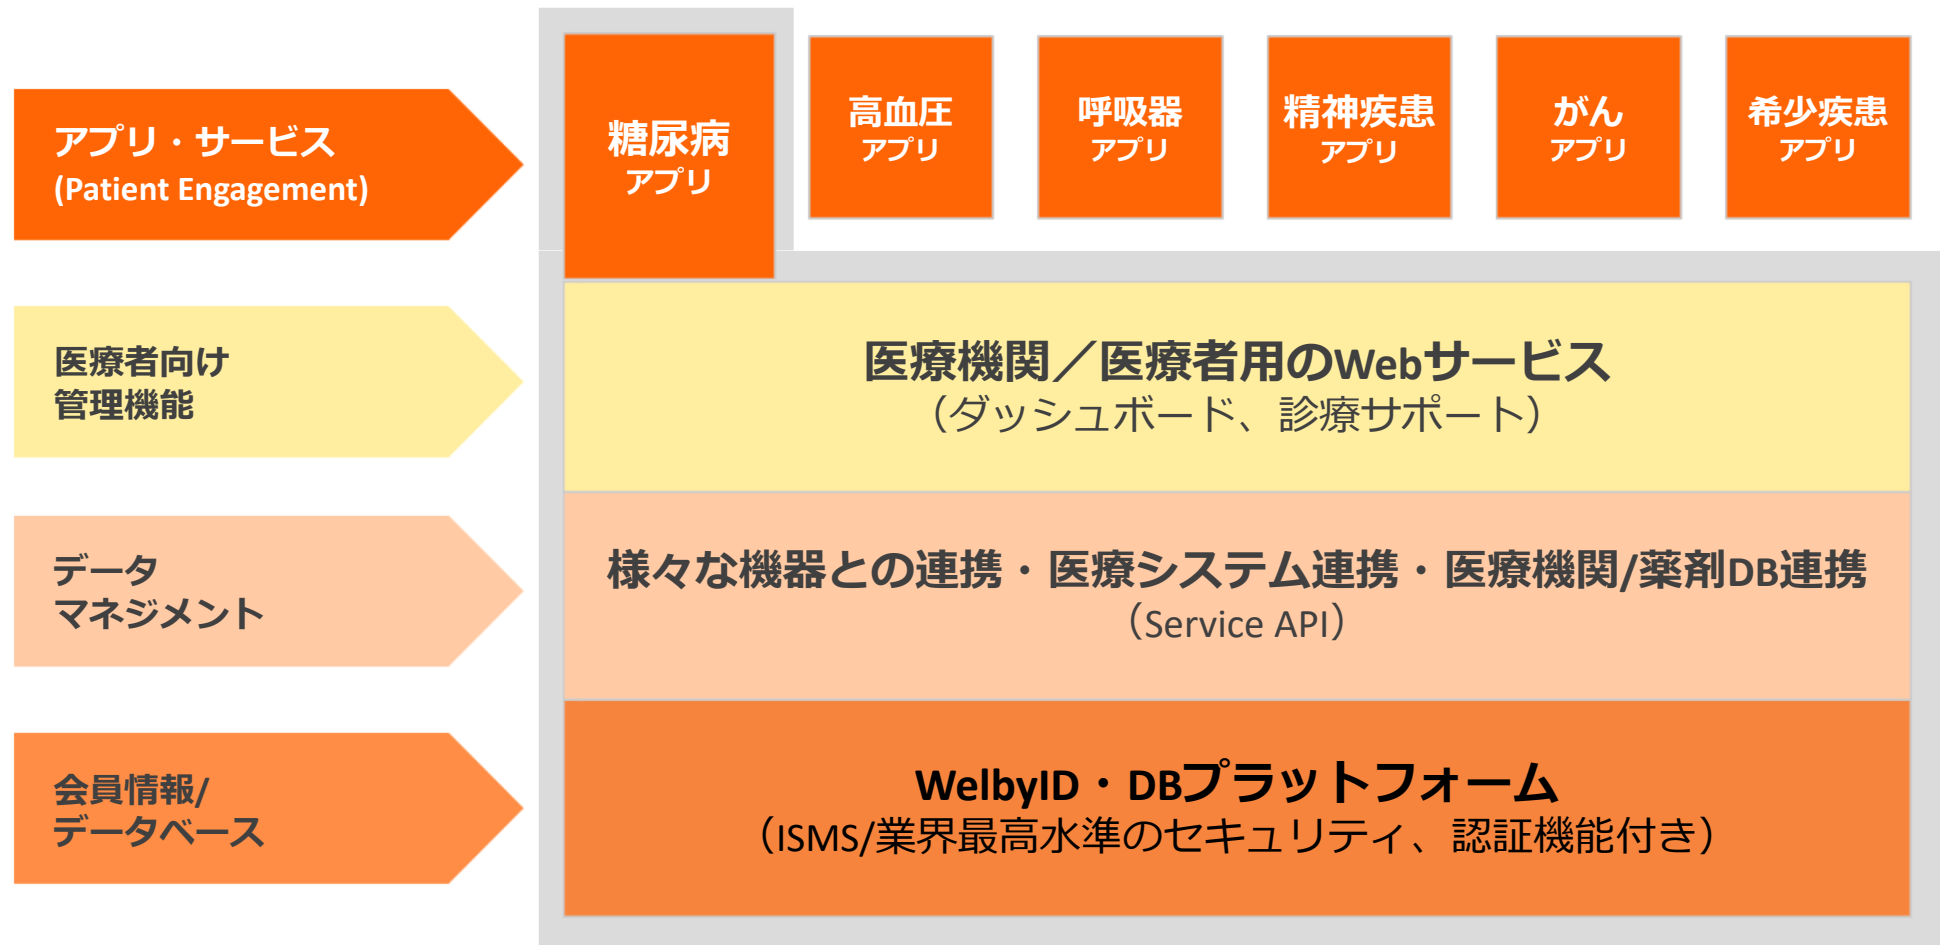 アプリ・サービス
(Patient Engagement)
糖尿病
アプリ
高血圧
アプリ
呼吸器
アプリ
精神疾患
アプリ
がん
アプリ
希少疾患
アプリ
医療者向け
管理機能
医療機関／医療者用のWebサービス
（ダッシュボード、診療サポート）
データ
マネジメント
様々な機器との連携・医療システム連携・医療機関/薬剤DB連携
（Service API）
会員情報/
データベース
WelbyID・DBプラットフォーム
（ISMS/業界最高水準のセキュリティ、認証機能付き）